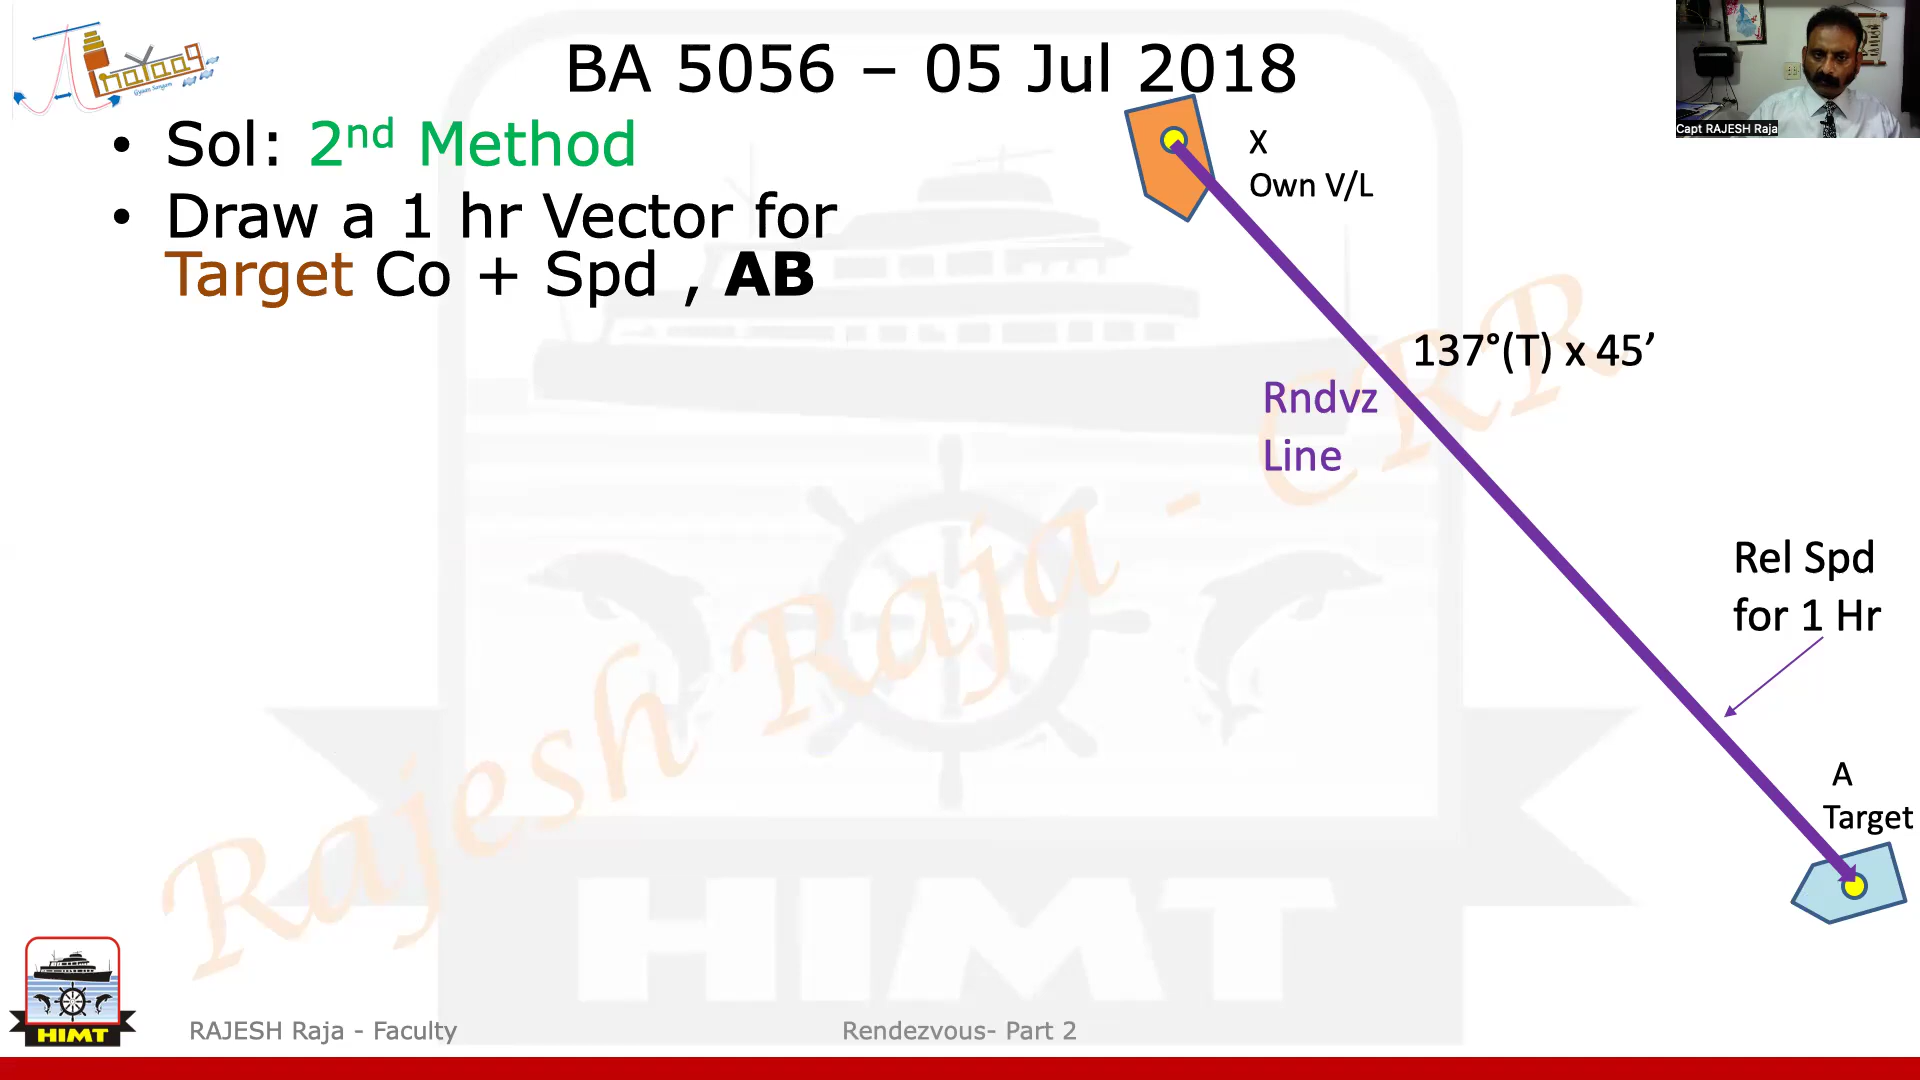 BA 5056 – 05 Jul 2018
• Sol: 2nd Method
• Draw a 1 hr Vector for
Target Co + Spd , AB
X
Own V/L
137°(T) x 45’
Rndvz
Line
Rel Spd
for 1 Hr
A
Target
Capt RAJESH Raja
Rajesh Raja - CRR
HIMT
HIMT
RAJESH Raja - Faculty
Rendezvous- Part 2